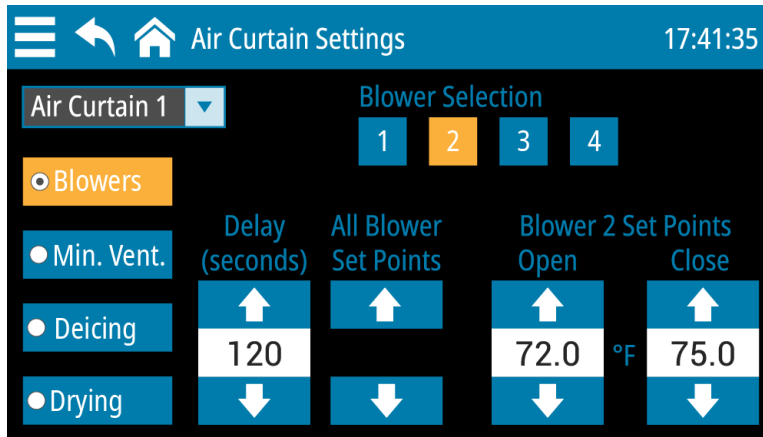 Air Curtain Settings 17:41:35
Air Curtain 1
Blower Selection
1 2 3 4
Blowers
Min. Vent.
Deicing
Drying
Delay
(seconds)
120
All Blower
Set Points
Blower 2 Set Points
Open Close
72.0 °F 75.0